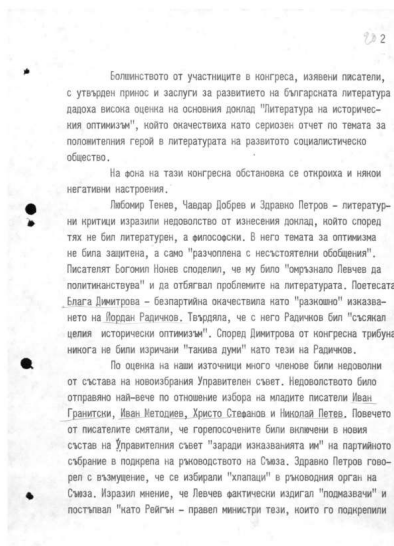 2
Болшинството от участниците в конгреса, изявени писатели,
с утвърден принос и заслуги за развитието на българската литература
дадоха висока оценка на основния доклад "Литература на историчес-
кия оптимизъм", който окачествиха като сериозен отчет по темата за
положителния герой в литературата на развитото социалистическо
общество.
На фона на тази конгресна обстановка се откроиха и някои
негативни настроения.
Любомир Тенев, Чавдар Добрев и Здравко Петров – литератур-
ни критици изразили недоволство от изнесения доклад, който според
тях не бил литературен, а философски. В него темата за оптимизма
не била защитена, а само "разчоплена с несъстоятелни обобщения".
Писателят Богомил Нонев споделил, че му било "омръзнало Левчев да
политиканствува" и да отбягвал проблемите на литературата. Поетесата
Блага Димитрова – безпартийна окачествила като "разкошно" изказва-
нето на Йордан Радичков. Твърдяла, че с него Радичков бил "съсякал
целия исторически оптимизъм". Според Димитрова от конгресна трибуна
никога не били изричани "такива думи" като тези на Радичков.
По оценка на наши източници много членове били недоволни
от състава на новоизбрания Управителен съвет. Недоволството било
отправяно най-вече по отношение избора на младите писатели Иван
Гранитски, Иван Методиев, Христо Стефанов и Николай Петев. Повечето
от писателите смятали, че горепосочените били включени в новия
състав на Управителния съвет "заради изказванията им" на партийното
събрание в подкрепа на ръководството на Съюза. Здравко Петров гово-
рел с възмущение, че се избирали "хлапаци" в ръководния орган на
Съюза. Изразил мнение, че Левчев фактически издигал "подмазвачи" и
постъпвал "като Рейгън – правел министри тези, които го подкрепили